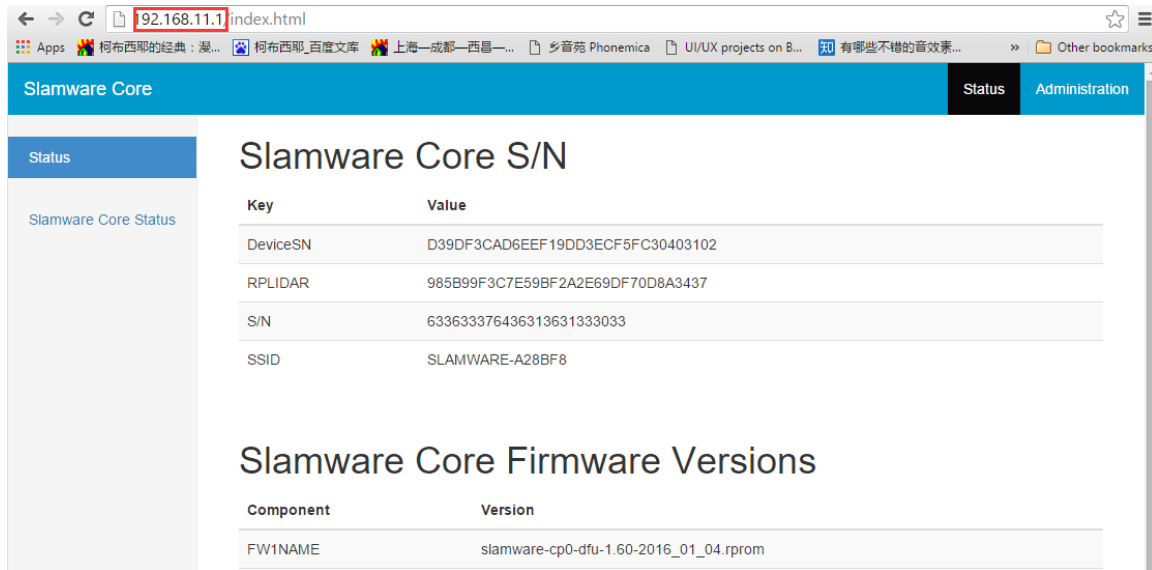 192.168.11.1/index.html
Apps 柯布西耶的经典：漫... 柯布西耶_百度文库 上海—成都—西昌—... 乡音苑 Phonemica UI/UX projects on B... 知 有哪些不错的音效素... » Other bookmarks
Slamware Core Status Administration
Status
Slamware Core Status
Slamware Core S/N
Key Value
DeviceSN D39DF3CAD6EEF19DD3ECF5FC30403102
RPLIDAR 985B99F3C7E59BF2A2E69DF70D8A3437
S/N 633633376436313631333033
SSID SLAMWARE-A28BF8
Slamware Core Firmware Versions
Component Version
FW1NAME slamware-cp0-dfu-1.60-2016_01_04.rprom